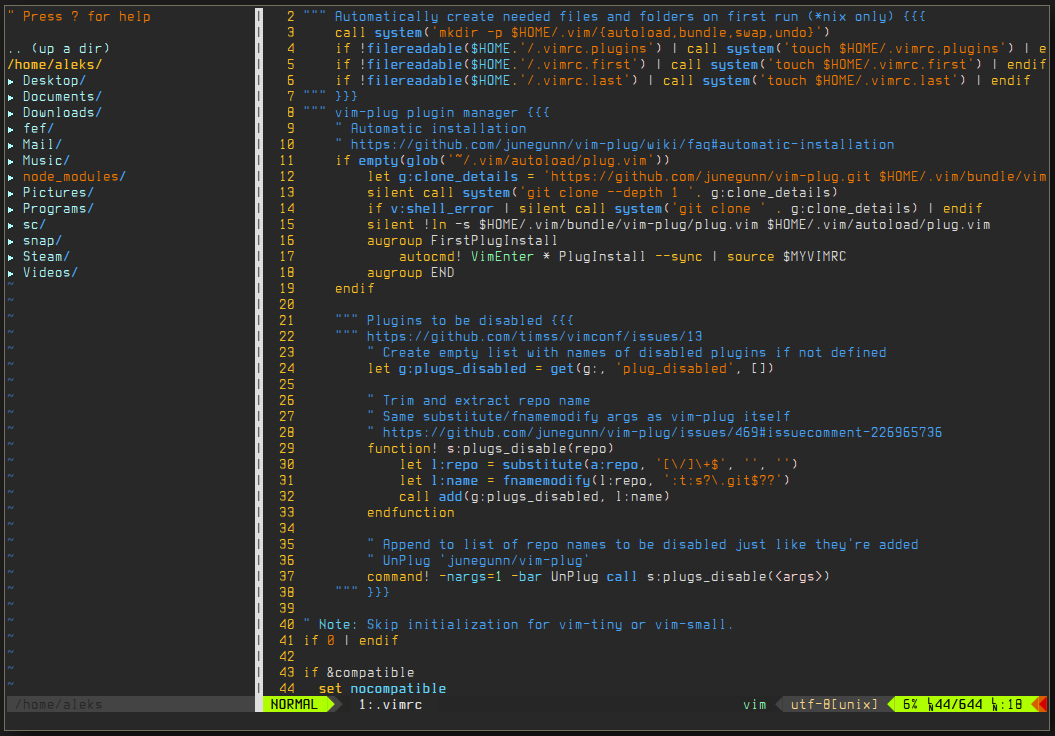 " Press ? for help
.. (up a dir)
/home/aleks/
▸ Desktop/
▸ Documents/
▸ Downloads/
▸ fef/
▸ Mail/
▸ Music/
▸ node_modules/
▸ Pictures/
▸ Programs/
▸ sc/
▸ snap/
▸ Steam/
▸ Videos/
/home/aleks
2 """ Automatically create needed files and folders on first run (*nix only) {{{
3     call system('mkdir -p $HOME/.vim/{autoload,bundle,swap,undo}')
4     if !filereadable($HOME.'/.vimrc.plugins') | call system('touch $HOME/.vimrc.plugins') | e
5     if !filereadable($HOME.'/.vimrc.first') | call system('touch $HOME/.vimrc.first') | endif
6     if !filereadable($HOME.'/.vimrc.last') | call system('touch $HOME/.vimrc.last') | endif
7 """ }}}
8 """ vim-plug plugin manager {{{
9     " Automatic installation
10     " https://github.com/junegunn/vim-plug/wiki/faq#automatic-installation
11     if empty(glob('~/.vim/autoload/plug.vim'))
12         let g:clone_details = 'https://github.com/junegunn/vim-plug.git $HOME/.vim/bundle/vim
13         silent call system('git clone --depth 1 '. g:clone_details)
14         if v:shell_error | silent call system('git clone ' . g:clone_details) | endif
15         silent !ln -s $HOME/.vim/bundle/vim-plug/plug.vim $HOME/.vim/autoload/plug.vim
16         augroup FirstPlugInstall
17             autocmd! VimEnter * PlugInstall --sync | source $MYVIMRC
18         augroup END
19     endif
20
21     """ Plugins to be disabled {{{
22     """ https://github.com/timss/vimconf/issues/13
23         " Create empty list with names of disabled plugins if not defined
24         let g:plugs_disabled = get(g:, 'plug_disabled', [])
25
26         " Trim and extract repo name
27         " Same substitute/fnamemodify args as vim-plug itself
28         " https://github.com/junegunn/vim-plug/issues/469#issuecomment-226965736
29         function! s:plugs_disable(repo)
30             let l:repo = substitute(a:repo, '[\/]\+$', '', '')
31             let l:name = fnamemodify(l:repo, ':t:s?\.git$??')
32             call add(g:plugs_disabled, l:name)
33         endfunction
34
35         " Append to list of repo names to be disabled just like they're added
36         " UnPlug 'junegunn/vim-plug'
37         command! -nargs=1 -bar UnPlug call s:plugs_disable(<args>)
38     """ }}}
39
40 " Note: Skip initialization for vim-tiny or vim-small.
41 if 0 | endif
42
43 if &compatible
44   set nocompatible
NORMAL 1:.vimrc vim utf-8[unix] 6% ␤44/644 ␤:18